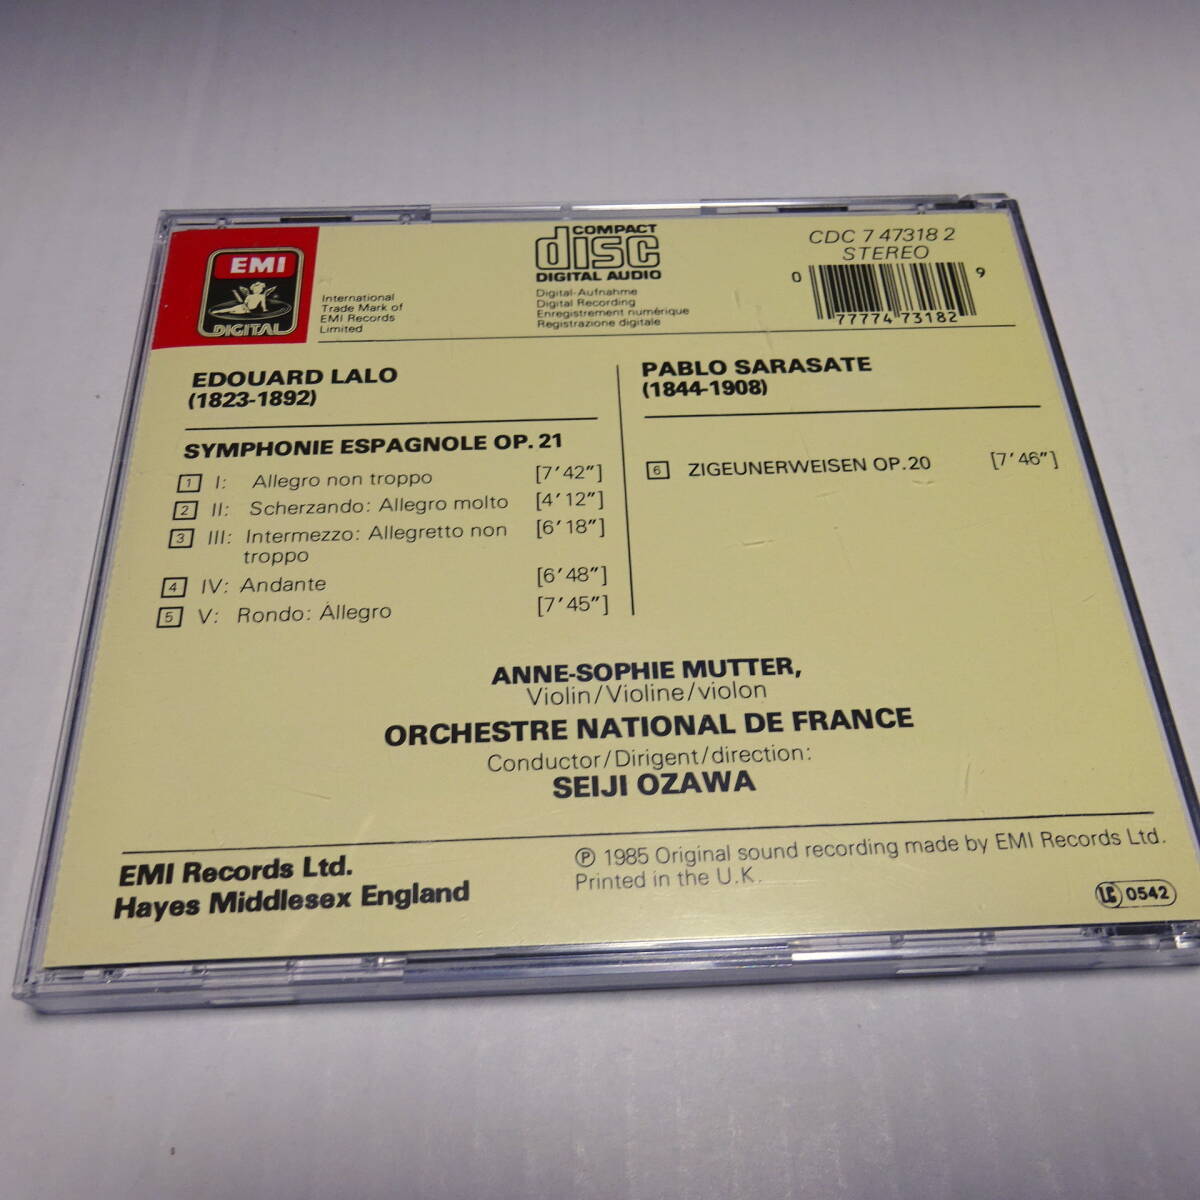 EMI
DIGITAL
International
Trade Mark of
EMI Records
Limited
COMPACT
disc
DIGITAL AUDIO
Digital-Aufnahme
Digital Recording
Enregistrement numérique
Registrazione digitale
CDC 7 47318 2
STEREO
0 77774 73182 9
EDOUARD LALO
(1823-1892)
SYMPHONIE ESPAGNOLE OP. 21
1 I: Allegro non troppo [7′42″]
2 II: Scherzando: Allegro molto [4′12″]
3 III: Intermezzo: Allegretto non [6′18″]
troppo
4 IV: Andante [6′48″]
5 V: Rondo: Allegro [7′45″]
PABLO SARASATE
(1844-1908)
6 ZIGEUNERWEISEN OP.20 [7′46″]
ANNE-SOPHIE MUTTER,
Violin/Violine/violon
ORCHESTRE NATIONAL DE FRANCE
Conductor/Dirigent/direction:
SEIJI OZAWA
EMI Records Ltd.
Hayes Middlesex England
℗ 1985 Original sound recording made by EMI Records Ltd.
Printed in the U.K.
LC 0542